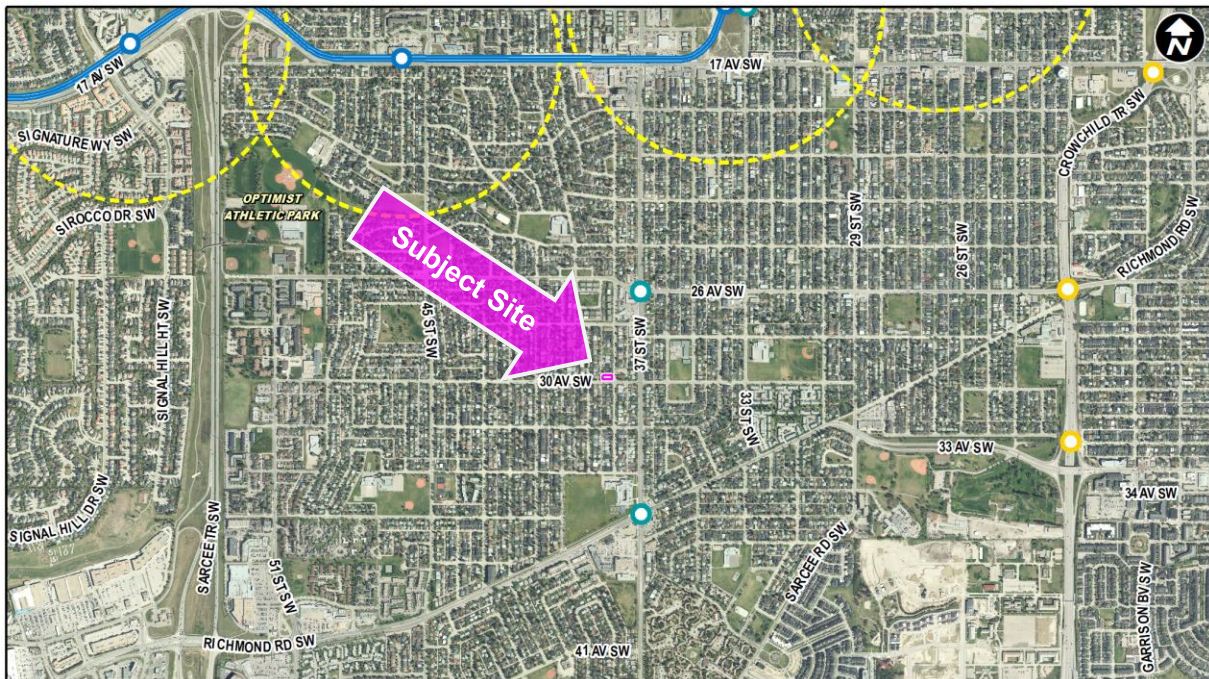 N
17 AV SW
17 AV SW
CROWCHILD TR SW
SIGNATURE WY SW
SIROCCO DR SW
OPTIMIST
ATHLETIC PARK
29 ST SW
26 ST SW
RICHMOND RD SW
Subject Site
26 AV SW
45 ST SW
37 ST SW
SIGNAL HILL HT SW
30 AV SW
33 ST SW
33 AV SW
34 AV SW
SIGNAL HILL DR SW
SARCEE TR SW
51 ST SW
SARCEE RD SW
GARRISON BV SW
RICHMOND RD SW
41 AV SW